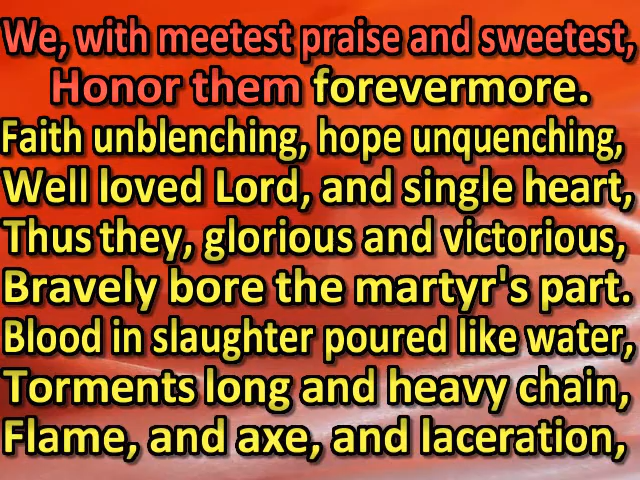 We, with meetest praise and sweetest,
Honor them forevermore.
Faith unblenching, hope unquenching,
Well loved Lord, and single heart,
Thus they, glorious and victorious,
Bravely bore the martyr's part.
Blood in slaughter poured like water,
Torments long and heavy chain,
Flame, and axe, and laceration,